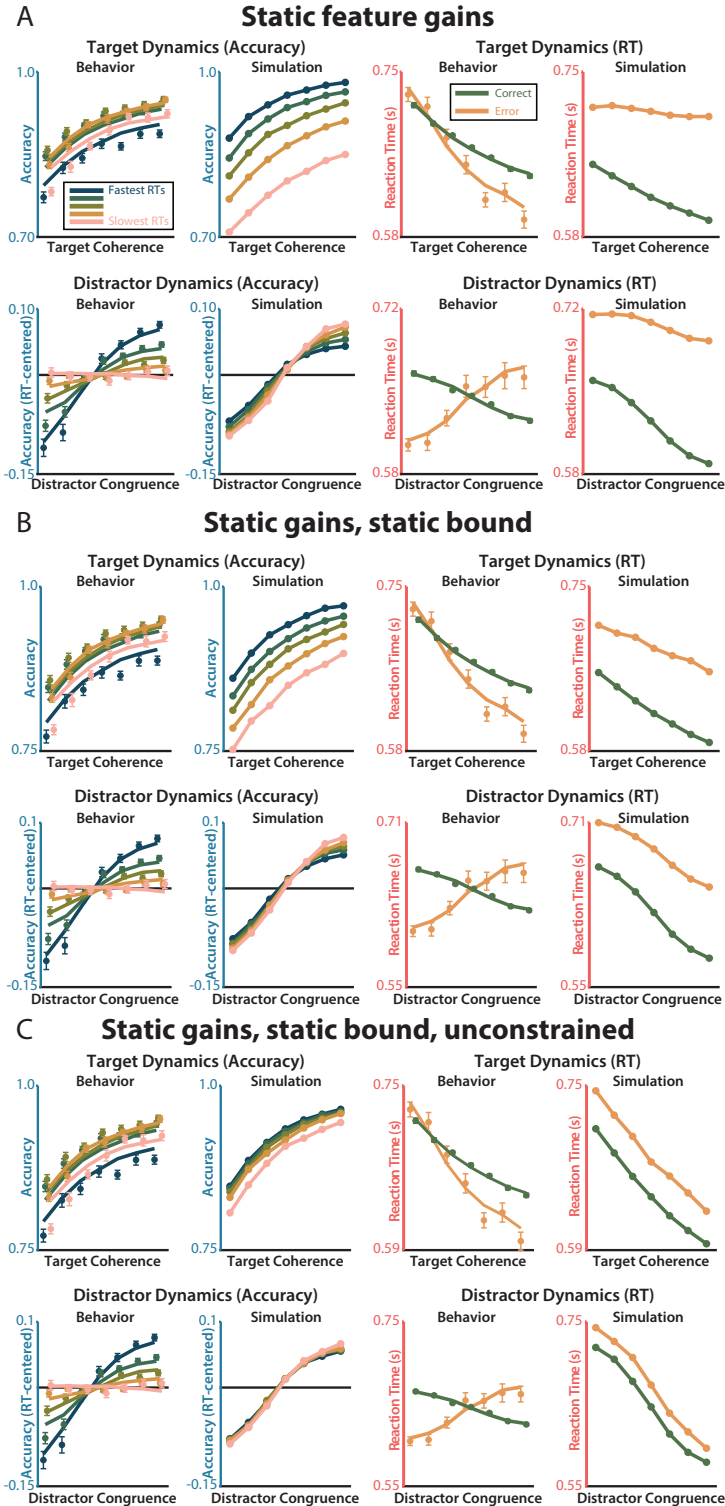 A
Static feature gains
Target Dynamics (Accuracy)
Target Dynamics (RT)
Behavior
Simulation
Behavior
Simulation
1.0
1.0
0.75
0.75
Accuracy
Accuracy
Reaction Time (s)
Reaction Time (s)
Correct
Error
Fastest RTs
Slowest RTs
0.70
0.70
0.58
0.58
Target Coherence
Target Coherence
Target Coherence
Target Coherence
Distractor Dynamics (Accuracy)
Distractor Dynamics (RT)
Behavior
Simulation
Behavior
Simulation
0.10
0.10
0.72
0.72
Accuracy (RT-centered)
Accuracy (RT-centered)
Reaction Time (s)
Reaction Time (s)
-0.15
-0.15
0.58
0.58
Distractor Congruence
Distractor Congruence
Distractor Congruence
Distractor Congruence
B
Static gains, static bound
Target Dynamics (Accuracy)
Target Dynamics (RT)
Behavior
Simulation
Behavior
Simulation
1.0
1.0
0.75
0.75
Accuracy
Accuracy
Reaction Time (s)
Reaction Time (s)
0.75
0.75
0.58
0.58
Target Coherence
Target Coherence
Target Coherence
Target Coherence
Distractor Dynamics (Accuracy)
Distractor Dynamics (RT)
Behavior
Simulation
Behavior
Simulation
0.1
0.1
0.71
0.71
Accuracy (RT-centered)
Accuracy (RT-centered)
Reaction Time (s)
Reaction Time (s)
-0.15
-0.15
0.55
0.55
Distractor Congruence
Distractor Congruence
Distractor Congruence
Distractor Congruence
C
Static gains, static bound, unconstrained
Target Dynamics (Accuracy)
Target Dynamics (RT)
Behavior
Simulation
Behavior
Simulation
1.0
1.0
0.75
0.75
Accuracy
Accuracy
Reaction Time (s)
Reaction Time (s)
0.75
0.75
0.59
0.59
Target Coherence
Target Coherence
Target Coherence
Target Coherence
Distractor Dynamics (Accuracy)
Distractor Dynamics (RT)
Behavior
Simulation
Behavior
Simulation
0.1
0.1
0.75
0.75
Accuracy (RT-centered)
Accuracy (RT-centered)
Reaction Time (s)
Reaction Time (s)
-0.15
-0.15
0.55
0.55
Distractor Congruence
Distractor Congruence
Distractor Congruence
Distractor Congruence